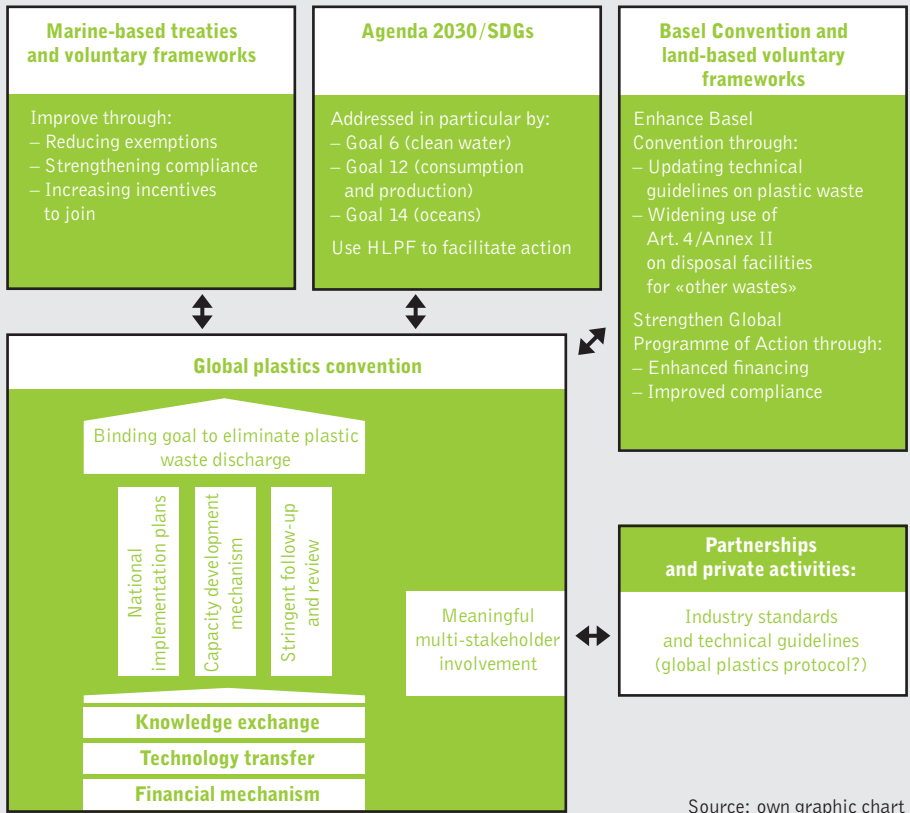 Marine-based treaties
and voluntary frameworks
Improve through:
– Reducing exemptions
– Strengthening compliance
– Increasing incentives
to join
Agenda 2030/SDGs
Addressed in particular by:
– Goal 6 (clean water)
– Goal 12 (consumption
and production)
– Goal 14 (oceans)
Use HLPF to facilitate action
Basel Convention and
land-based voluntary
frameworks
Enhance Basel
Convention through:
– Updating technical
guidelines on plastic waste
– Widening use of
Art. 4/Annex II
on disposal facilities
for «other wastes»
Strengthen Global
Programme of Action through:
– Enhanced financing
– Improved compliance
Global plastics convention
Binding goal to eliminate plastic
waste discharge
National
implementation plans
Capacity development
mechanism
Stringent follow-up
and review
Meaningful
multi-stakeholder
involvement
Knowledge exchange
Technology transfer
Financial mechanism
Partnerships
and private activities:
Industry standards
and technical guidelines
(global plastics protocol?)
Source: own graphic chart